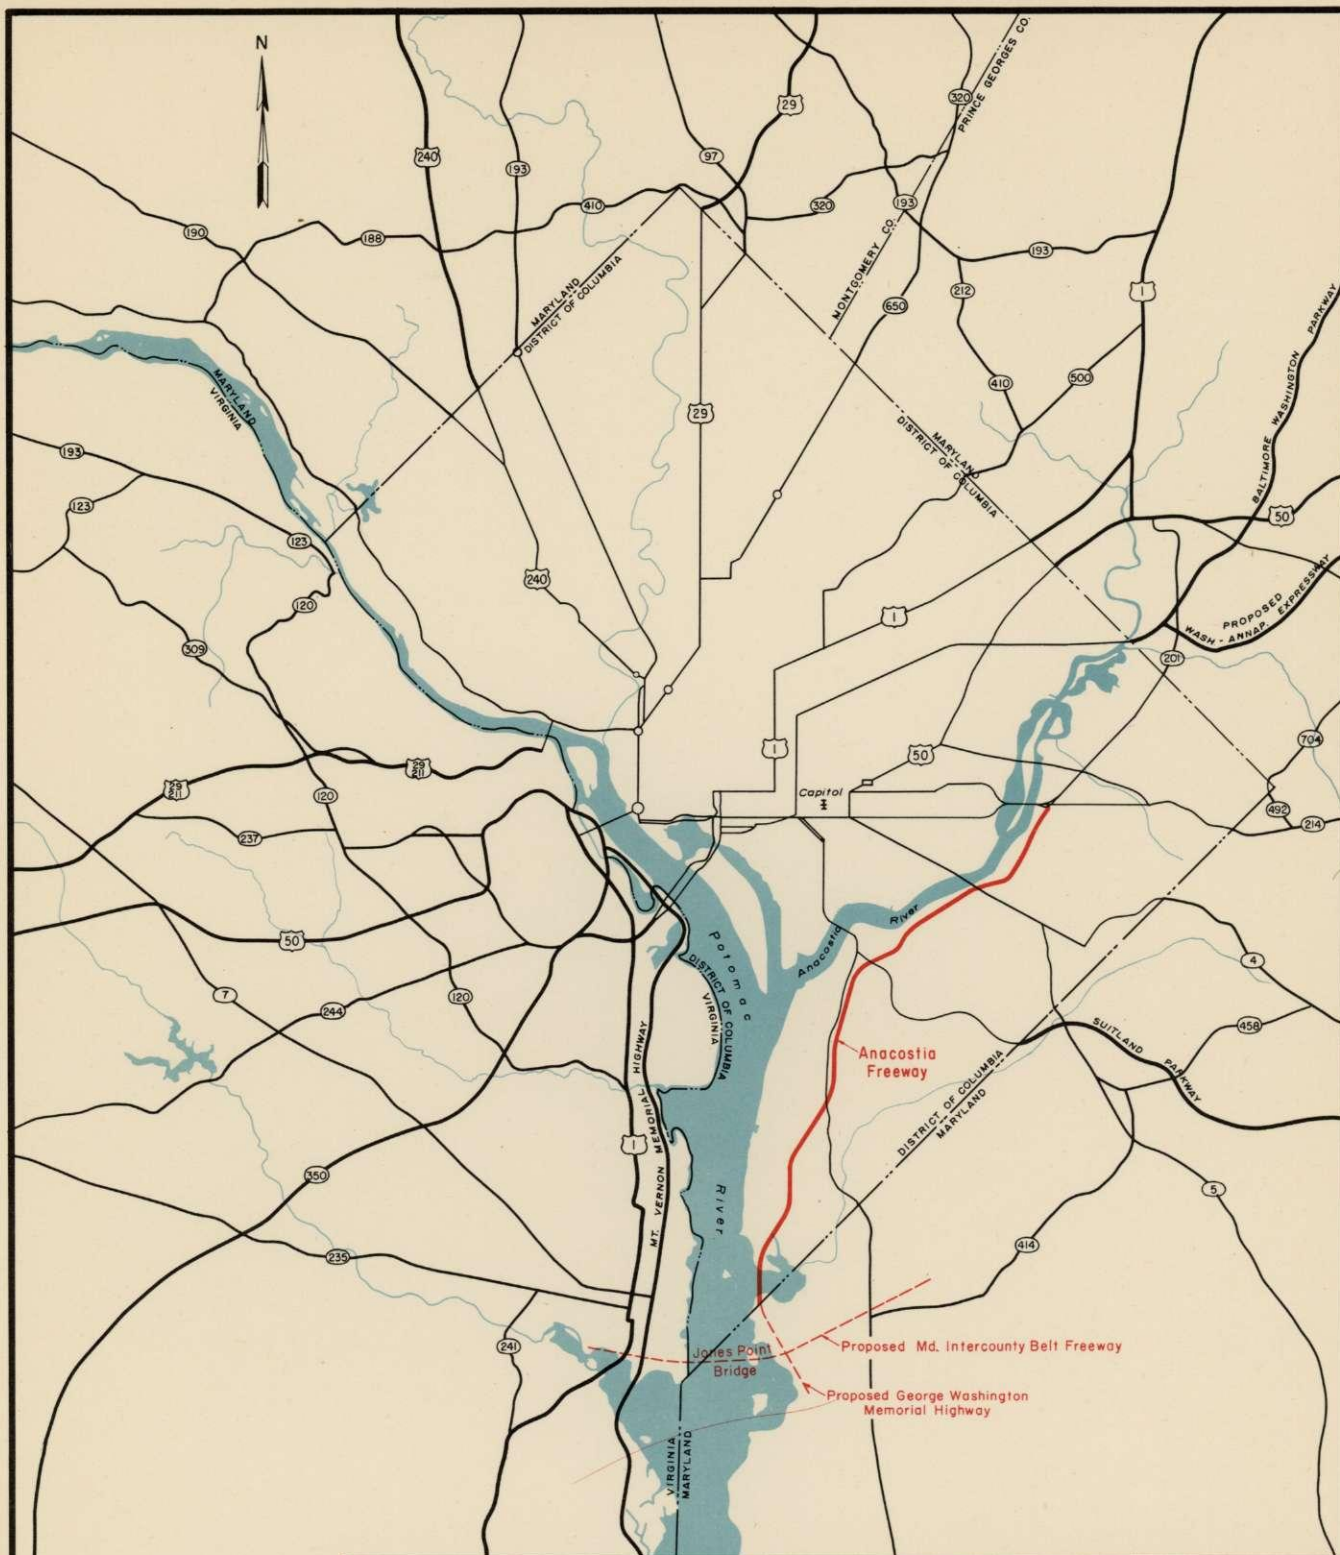 N
PRINCE GEORGES CO.
320
29
240
97
193
410
320
193
190
188
MONTGOMERY CO.
193
MARYLAND
DISTRICT OF COLUMBIA
212
1
650
BALTIMORE WASHINGTON PARKWAY
MARYLAND
VIRGINIA
410
500
29
193
MARYLAND
DISTRICT OF COLUMBIA
123
50
123
240
120
PROPOSED
WASH - ANNAP. EXPRESSWAY
1
309
201
704
1
50
29
211
29
211
120
Capitol
492
214
237
River
Anacostia
50
Potomac
4
DISTRICT OF COLUMBIA
VIRGINIA
7
120
244
458
SUITLAND PARKWAY
Anacostia
Freeway
MT. VERNON MEMORIAL HIGHWAY
DISTRICT OF COLUMBIA
MARYLAND
1
350
5
River
414
235
241
Jones Point
Bridge
Proposed Md. Intercounty Belt Freeway
Proposed George Washington
Memorial Highway
VIRGINIA
MARYLAND